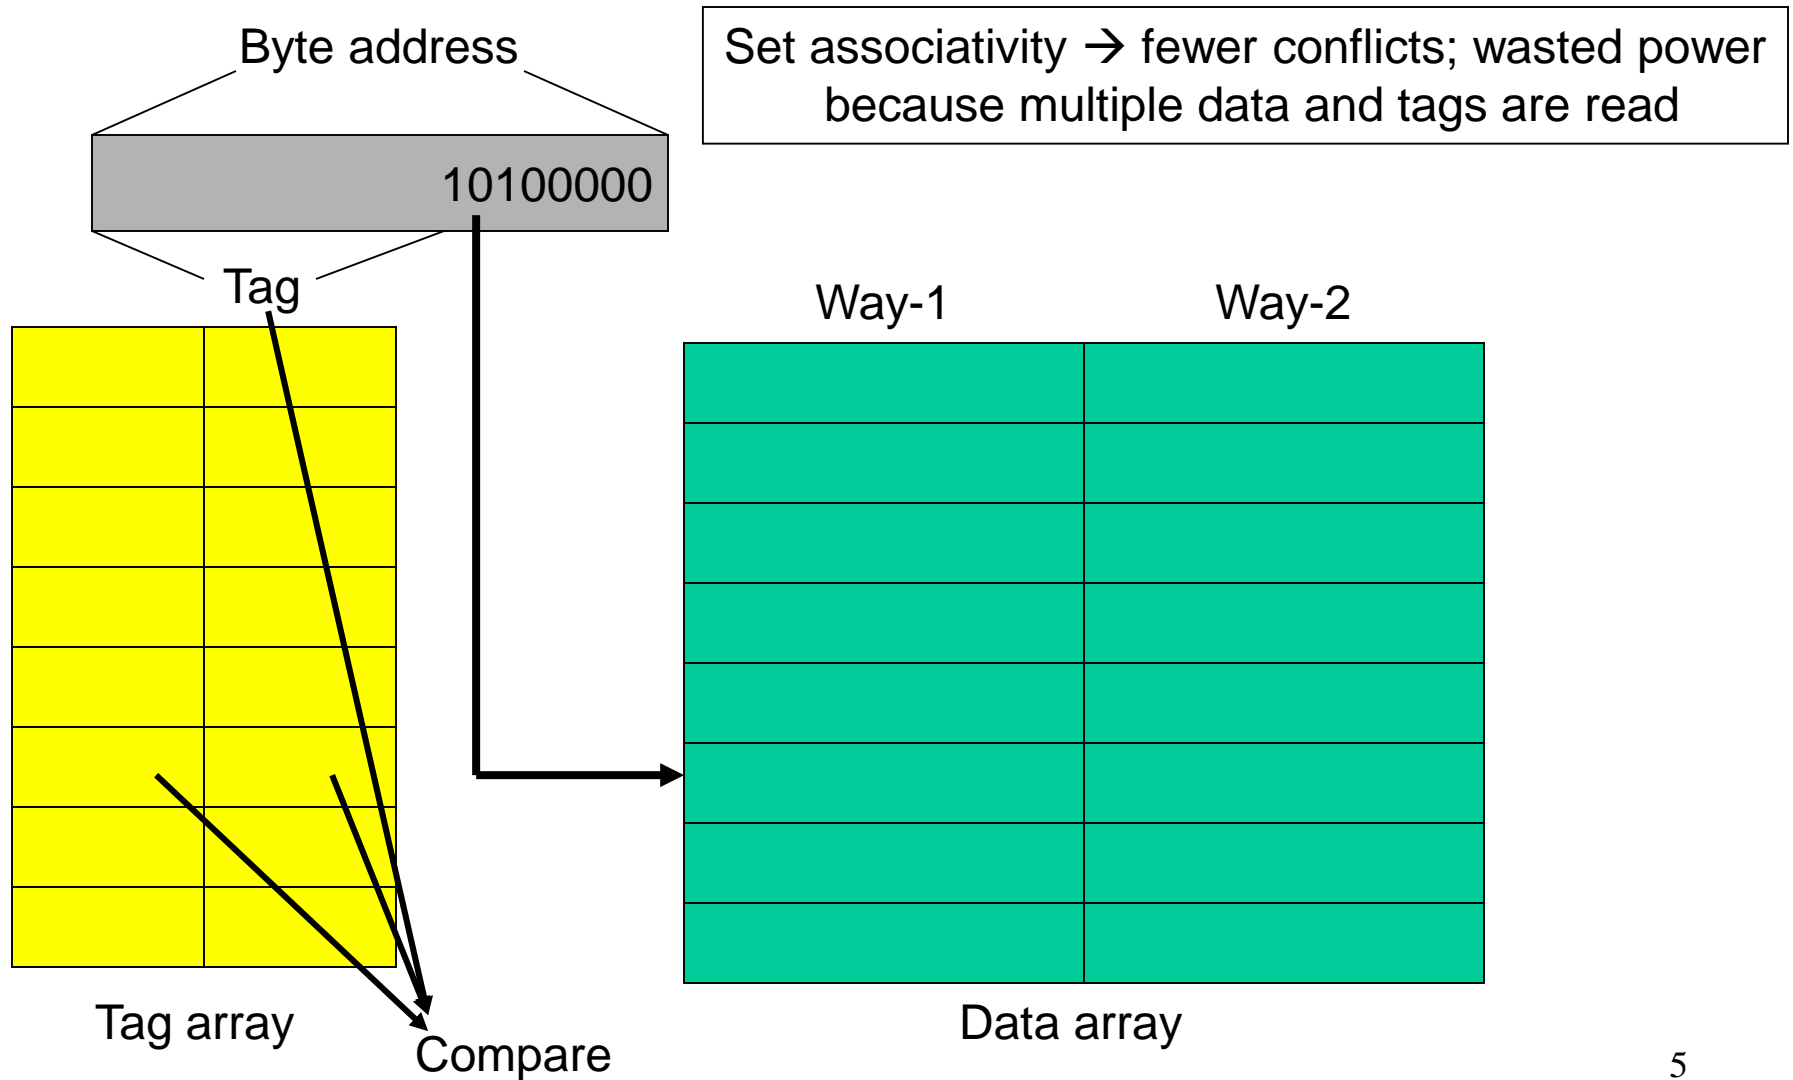 Byte address
Set associativity → fewer conflicts; wasted power
because multiple data and tags are read
10100000
Tag
Way-1
Way-2
Tag array
Data array
Compare
5